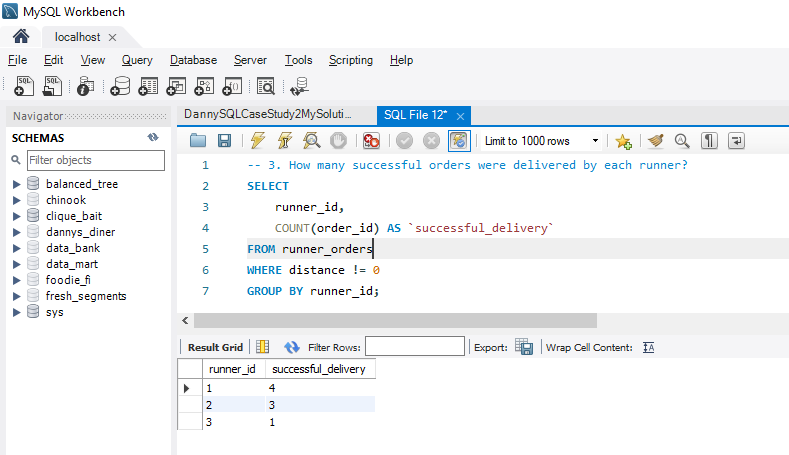 MySQL Workbench
localhost
File Edit View Query Database Server Tools Scripting Help
Navigator
SCHEMAS
Filter objects
balanced_tree
chinook
clique_bait
dannys_diner
data_bank
data_mart
foodie_fi
fresh_segments
sys
DannySQLCaseStudy2MySoluti... SQL File 12*
Limit to 1000 rows
1 -- 3. How many successful orders were delivered by each runner?
2 SELECT
3 runner_id,
4 COUNT(order_id) AS `successful_delivery`
5 FROM runner_orders
6 WHERE distance != 0
7 GROUP BY runner_id;
Result Grid Filter Rows: Export: Wrap Cell Content: IA
runner_id successful_delivery
1 4
2 3
3 1